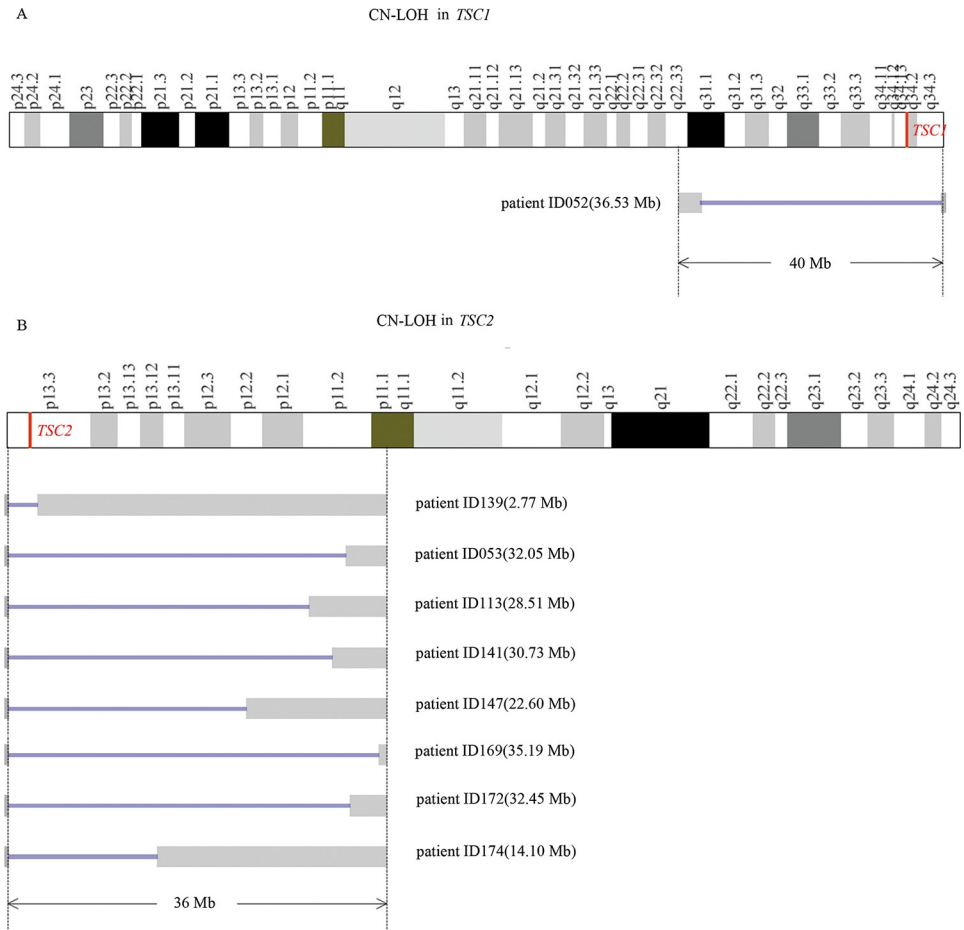 A
CN-LOH in TSC1
p24.3 p24.2 p24.1 p23 p22.3 p22.2 p22.1 p21.3 p21.2 p21.1 p13.3 p13.2 p13.1 p12 p11.2 p11.1 q11 q12 q13 q21.11 q21.12 q21.13 q21.2 q21.31 q21.32 q21.33 q22.1 q22.2 q22.31 q22.32 q22.33 q31.1 q31.2 q31.3 q32 q33.1 q33.2 q33.3 q34.11 q34.12 q34.13 q34.2 q34.3
TSC1
patient ID052(36.53 Mb)
40 Mb
B
CN-LOH in TSC2
p13.3 p13.2 p13.13 p13.12 p13.11 p12.3 p12.2 p12.1 p11.2 p11.1 q11.1 q11.2 q12.1 q12.2 q13 q21 q22.1 q22.2 q22.3 q23.1 q23.2 q23.3 q24.1 q24.2 q24.3
TSC2
patient ID139(2.77 Mb)
patient ID053(32.05 Mb)
patient ID113(28.51 Mb)
patient ID141(30.73 Mb)
patient ID147(22.60 Mb)
patient ID169(35.19 Mb)
patient ID172(32.45 Mb)
patient ID174(14.10 Mb)
36 Mb